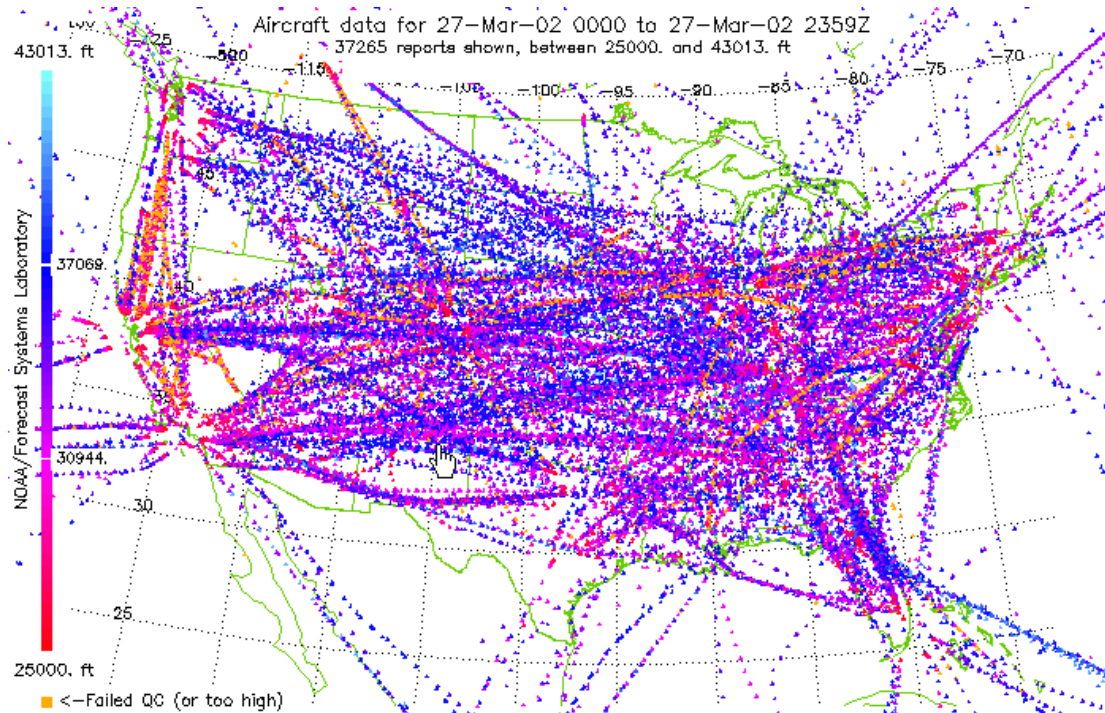 Aircraft data for 27-Mar-02 0000 to 27-Mar-02 2359Z
37265 reports shown, between 25000. and 43013. ft
43013. ft
-75
-70
-80
-115.
-100.
-95
-90
-85
45
40
37069.
30944.
30
25
25000. ft
<-Failed QC (or too high)
NOAA/Forecast Systems Laboratory